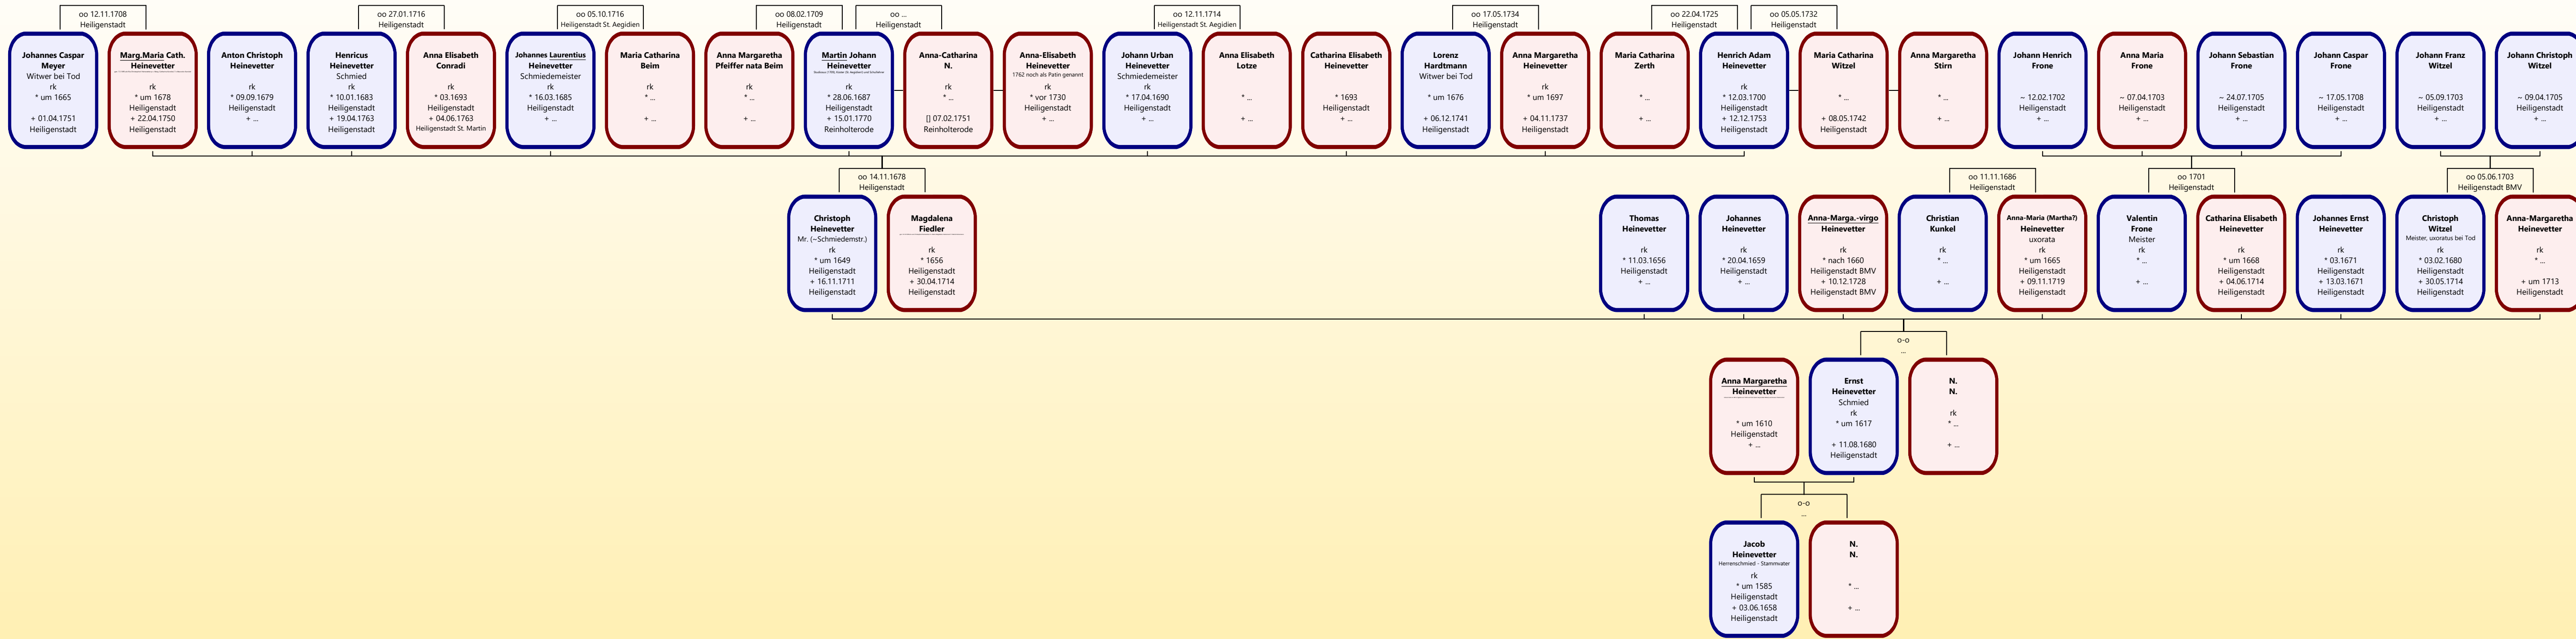 oo 12.11.1708
Heiligenstadt
oo 27.01.1716
Heiligenstadt
oo 05.10.1716
Heiligenstadt St. Aegidien
oo 08.02.1709
Heiligenstadt
oo ...
Heiligenstadt
oo 12.11.1714
Heiligenstadt St. Aegidien
oo 17.05.1734
Heiligenstadt
oo 22.04.1725
Heiligenstadt
oo 05.05.1732
Heiligenstadt
Johannes Caspar
Meyer
Witwer bei Tod
rk
* um 1665
+ 01.04.1751
Heiligenstadt
Marg.Maria Cath.
Heinevetter
rk
* um 1678
Heiligenstadt
+ 22.04.1750
Heiligenstadt
Anton Christoph
Heinevetter
rk
* 09.09.1679
Heiligenstadt
+ ...
Henricus
Heinevetter
Schmied
rk
* 10.01.1683
Heiligenstadt
+ 19.04.1763
Heiligenstadt
Anna Elisabeth
Conradi
rk
* 03.1693
Heiligenstadt
+ 04.06.1763
Heiligenstadt St. Martin
Johannes Laurentius
Heinevetter
Schmiedemeister
rk
* 16.03.1685
Heiligenstadt
+ ...
Maria Catharina
Beim
rk
* ...
+ ...
Anna Margaretha
Pfeiffer nata Beim
rk
* ...
+ ...
Martin Johann
Heinevetter
rk
* 28.06.1687
Heiligenstadt
+ 15.01.1770
Reinholterode
Anna-Catharina
N.
rk
* ...
[] 07.02.1751
Reinholterode
Anna-Elisabeth
Heinevetter
1762 noch als Patin genannt
rk
* vor 1730
Heiligenstadt
+ ...
Johann Urban
Heinevetter
Schmiedemeister
rk
* 17.04.1690
Heiligenstadt
+ ...
Anna Elisabeth
Lotze
* ...
+ ...
Catharina Elisabeth
Heinevetter
* 1693
Heiligenstadt
+ ...
Lorenz
Hardtmann
Witwer bei Tod
* um 1676
+ 06.12.1741
Heiligenstadt
Anna Margaretha
Heinevetter
rk
* um 1697
+ 04.11.1737
Heiligenstadt
Maria Catharina
Zerth
* ...
+ ...
Henrich Adam
Heinevetter
rk
* 12.03.1700
Heiligenstadt
+ 12.12.1753
Heiligenstadt
Maria Catharina
Witzel
* ...
+ 08.05.1742
Heiligenstadt
Anna Margaretha
Stirn
* ...
+ ...
Johann Henrich
Frone
~ 12.02.1702
Heiligenstadt
+ ...
Anna Maria
Frone
~ 07.04.1703
Heiligenstadt
+ ...
Johann Sebastian
Frone
~ 24.07.1705
Heiligenstadt
+ ...
Johann Caspar
Frone
~ 17.05.1708
Heiligenstadt
+ ...
Johann Franz
Witzel
~ 05.09.1703
Heiligenstadt
+ ...
Johann Christoph
Witzel
~ 09.04.1705
Heiligenstadt
+ ...
oo 14.11.1678
Heiligenstadt
oo 11.11.1686
Heiligenstadt
oo 1701
Heiligenstadt
oo 05.06.1703
Heiligenstadt BMV
Christoph
Heinevetter
Mr. (~Schmiedemstr.)
rk
* um 1649
Heiligenstadt
+ 16.11.1711
Heiligenstadt
Magdalena
Fiedler
rk
* 1656
Heiligenstadt
+ 30.04.1714
Heiligenstadt
Thomas
Heinevetter
rk
* 11.03.1656
Heiligenstadt
+ ...
Johannes
Heinevetter
rk
* 20.04.1659
Heiligenstadt
+ ...
Anna-Marga.-virgo
Heinevetter
rk
* nach 1660
Heiligenstadt BMV
+ 10.12.1728
Heiligenstadt BMV
Christian
Kunkel
rk
* ...
+ ...
Anna-Maria (Martha?)
Heinevetter
uxorata
rk
* um 1665
Heiligenstadt
+ 09.11.1719
Heiligenstadt
Valentin
Frone
Meister
rk
* ...
+ ...
Catharina Elisabeth
Heinevetter
rk
* um 1668
Heiligenstadt
+ 04.06.1714
Heiligenstadt
Johannes Ernst
Heinevetter
rk
* 03.1671
Heiligenstadt
+ 13.03.1671
Heiligenstadt
Christoph
Witzel
Meister, uxoratus bei Tod
rk
* 03.02.1680
Heiligenstadt
+ 30.05.1714
Heiligenstadt
Anna-Margaretha
Heinevetter
rk
* ...
+ um 1713
Heiligenstadt
o-o
...
Anna Margaretha
Heinevetter
* um 1610
Heiligenstadt
+ ...
Ernst
Heinevetter
Schmied
rk
* um 1617
+ 11.08.1680
Heiligenstadt
N.
N.
rk
* ...
+ ...
o-o
...
Jacob
Heinevetter
Herrenschmied - Stammvater
rk
* um 1585
Heiligenstadt
+ 03.06.1658
Heiligenstadt
N.
N.
* ...
+ ...